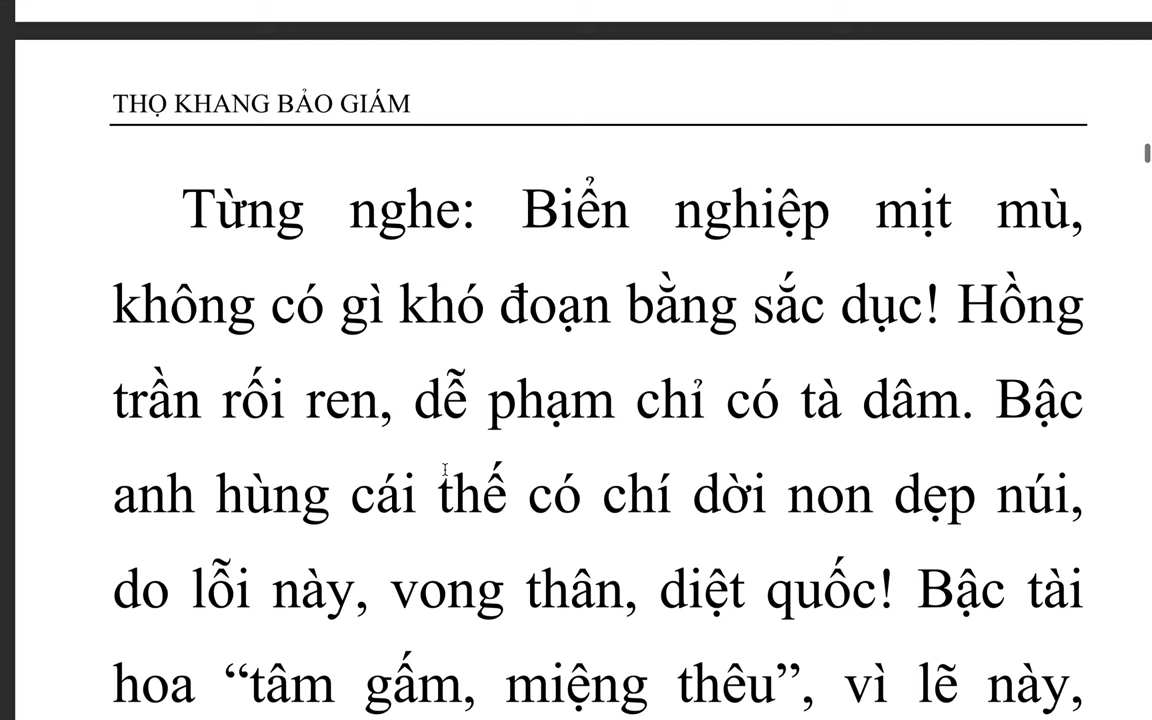 THỌ KHANG BẢO GIÁM
Từng nghe: Biển nghiệp mịt mù,
không có gì khó đoạn bằng sắc dục! Hồng
trần rối ren, dễ phạm chỉ có tà dâm. Bậc
anh hùng cái thế có chí dời non dẹp núi,
do lỗi này, vong thân, diệt quốc! Bậc tài
hoa “tâm gấm, miệng thêu”, vì lẽ này,